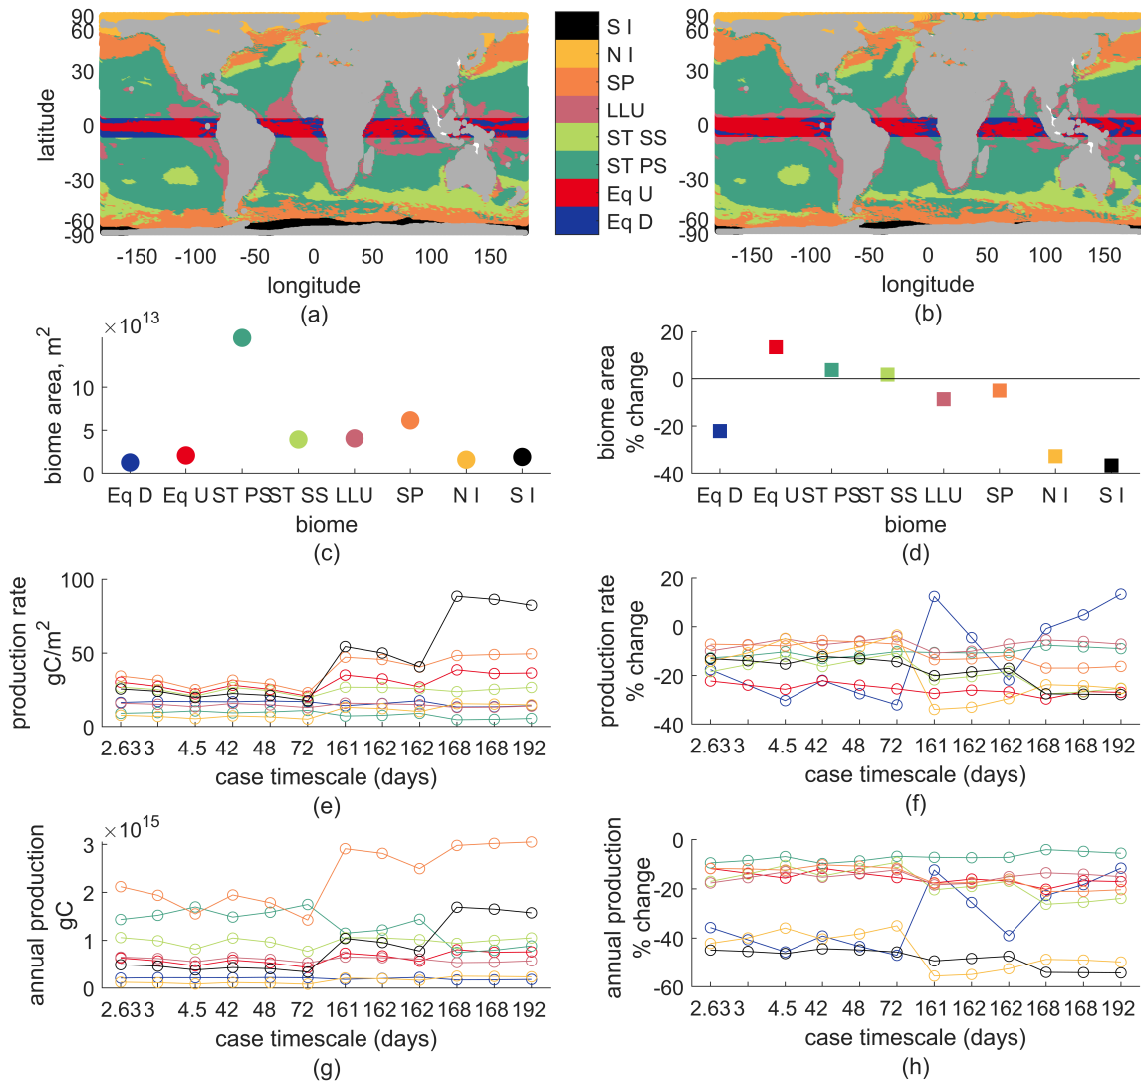 90
60
30
0
-30
-60
-90
latitude
-150 -100 -50 0 50 100 150
longitude
(a)
S I
N I
SP
LLU
ST SS
ST PS
Eq U
Eq D
90
60
30
0
-30
-60
-90
-150 -100 -50 0 50 100 150
longitude
(b)
×10^13
10
5
0
biome area, m^2
Eq D Eq U ST PS ST SS LLU SP N I S I
biome
(c)
20
0
-20
-40
biome area
% change
Eq D Eq U ST PS ST SS LLU SP N I S I
biome
(d)
100
50
0
production rate
gC/m^2
2.63 3 4.5 42 48 72 161 162 162 168 168 192
case timescale (days)
(e)
20
0
-20
-40
production rate
% change
2.63 3 4.5 42 48 72 161 162 162 168 168 192
case timescale (days)
(f)
×10^15
3
2
1
0
annual production
gC
2.63 3 4.5 42 48 72 161 162 162 168 168 192
case timescale (days)
(g)
0
-20
-40
-60
annual production
% change
2.63 3 4.5 42 48 72 161 162 162 168 168 192
case timescale (days)
(h)